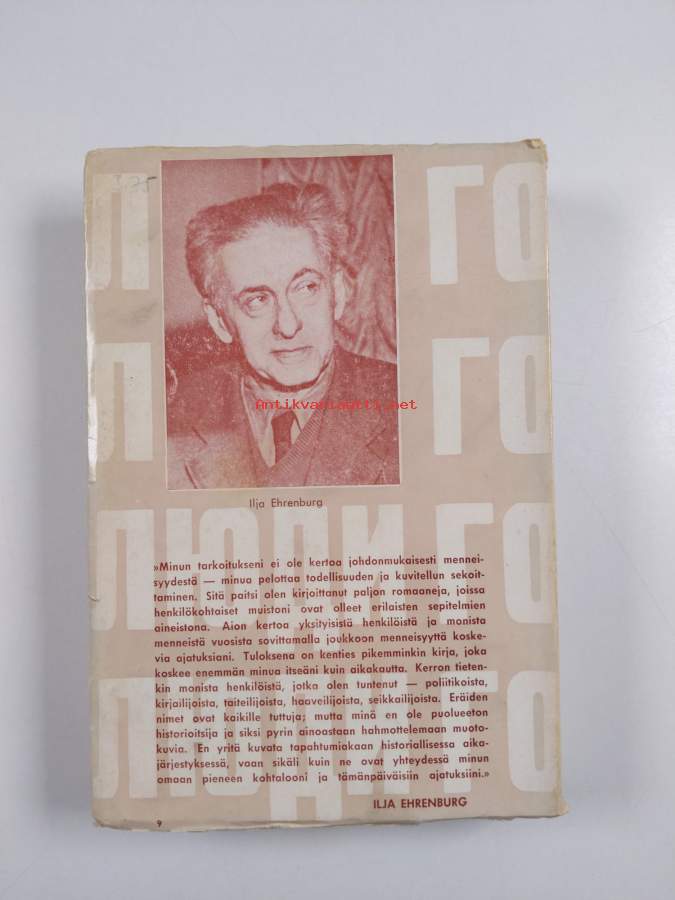 75
Л ГО
Л ГО
Antikvariaatti.net
Ilja Ehrenburg
ЛЮДИ ГО
»Minun tarkoitukseni ei ole kertoa johdonmukaisesti mennei-
syydestä — minua pelottaa todellisuuden ja kuvitellun sekoit-
taminen. Sitä paitsi olen kirjoittanut paljon romaaneja, joissa
henkilökohtaiset muistoni ovat olleet erilaisten sepitelmien
aineistona. Aion kertoa yksityisistä henkilöistä ja monista
menneistä vuosista sovittamalla joukkoon menneisyyttä koske-
via ajatuksiani. Tuloksena on kenties pikemminkin kirja, joka
koskee enemmän minua itseäni kuin aikakautta. Kerron tieten-
kin monista henkilöistä, jotka olen tuntenut — poliitikoista,
kirjailijoista, taiteilijoista, haaveilijoista, seikkailijoista. Eräiden
nimet ovat kaikille tuttuja; mutta minä en ole puolueeton
historioitsija ja siksi pyrin ainoastaan hahmottelemaan muoto-
kuvia. En yritä kuvata tapahtumiakaan historiallisessa aika-
järjestyksessä, vaan sikäli kuin ne ovat yhteydessä minun
omaan pieneen kohtalooni ja tämänpäiväisiin ajatuksiini.»
ЛЮДИ ГО
ILJA EHRENBURG
9